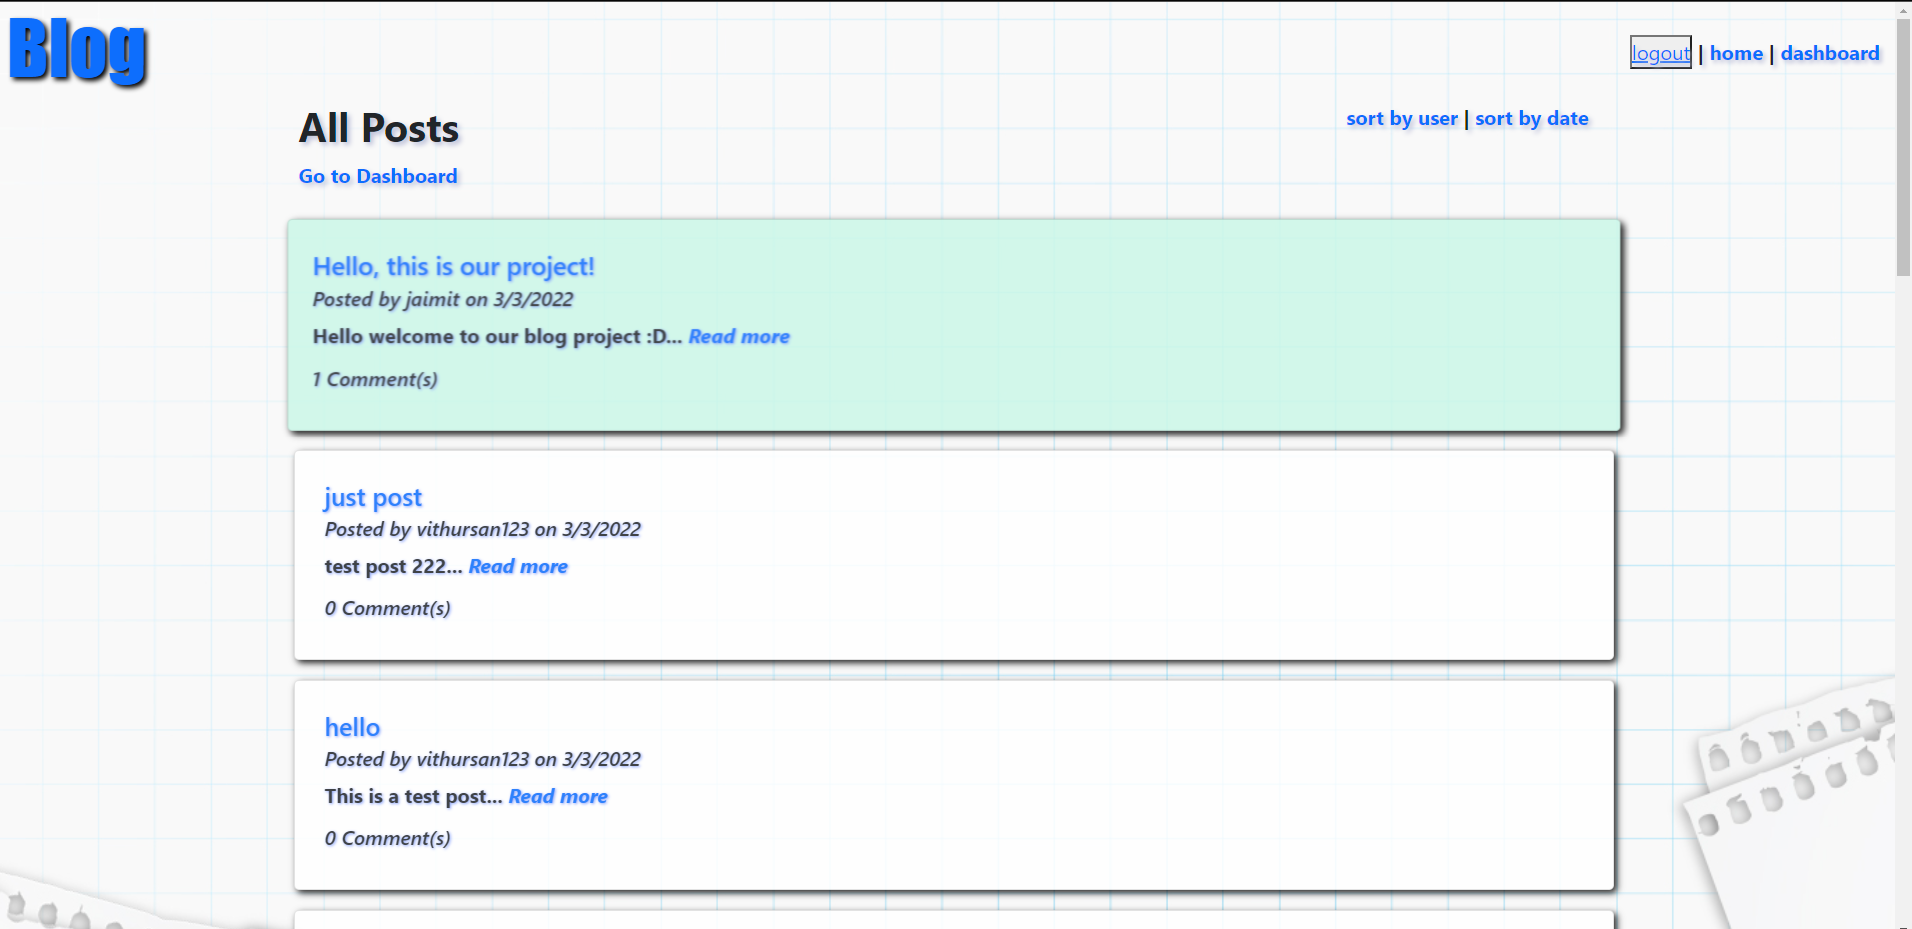 Blog
logout | home | dashboard
All Posts
sort by user | sort by date
Go to Dashboard
Hello, this is our project!
Posted by jaimit on 3/3/2022
Hello welcome to our blog project :D... Read more
1 Comment(s)
just post
Posted by vithursan123 on 3/3/2022
test post 222... Read more
0 Comment(s)
hello
Posted by vithursan123 on 3/3/2022
This is a test post... Read more
0 Comment(s)